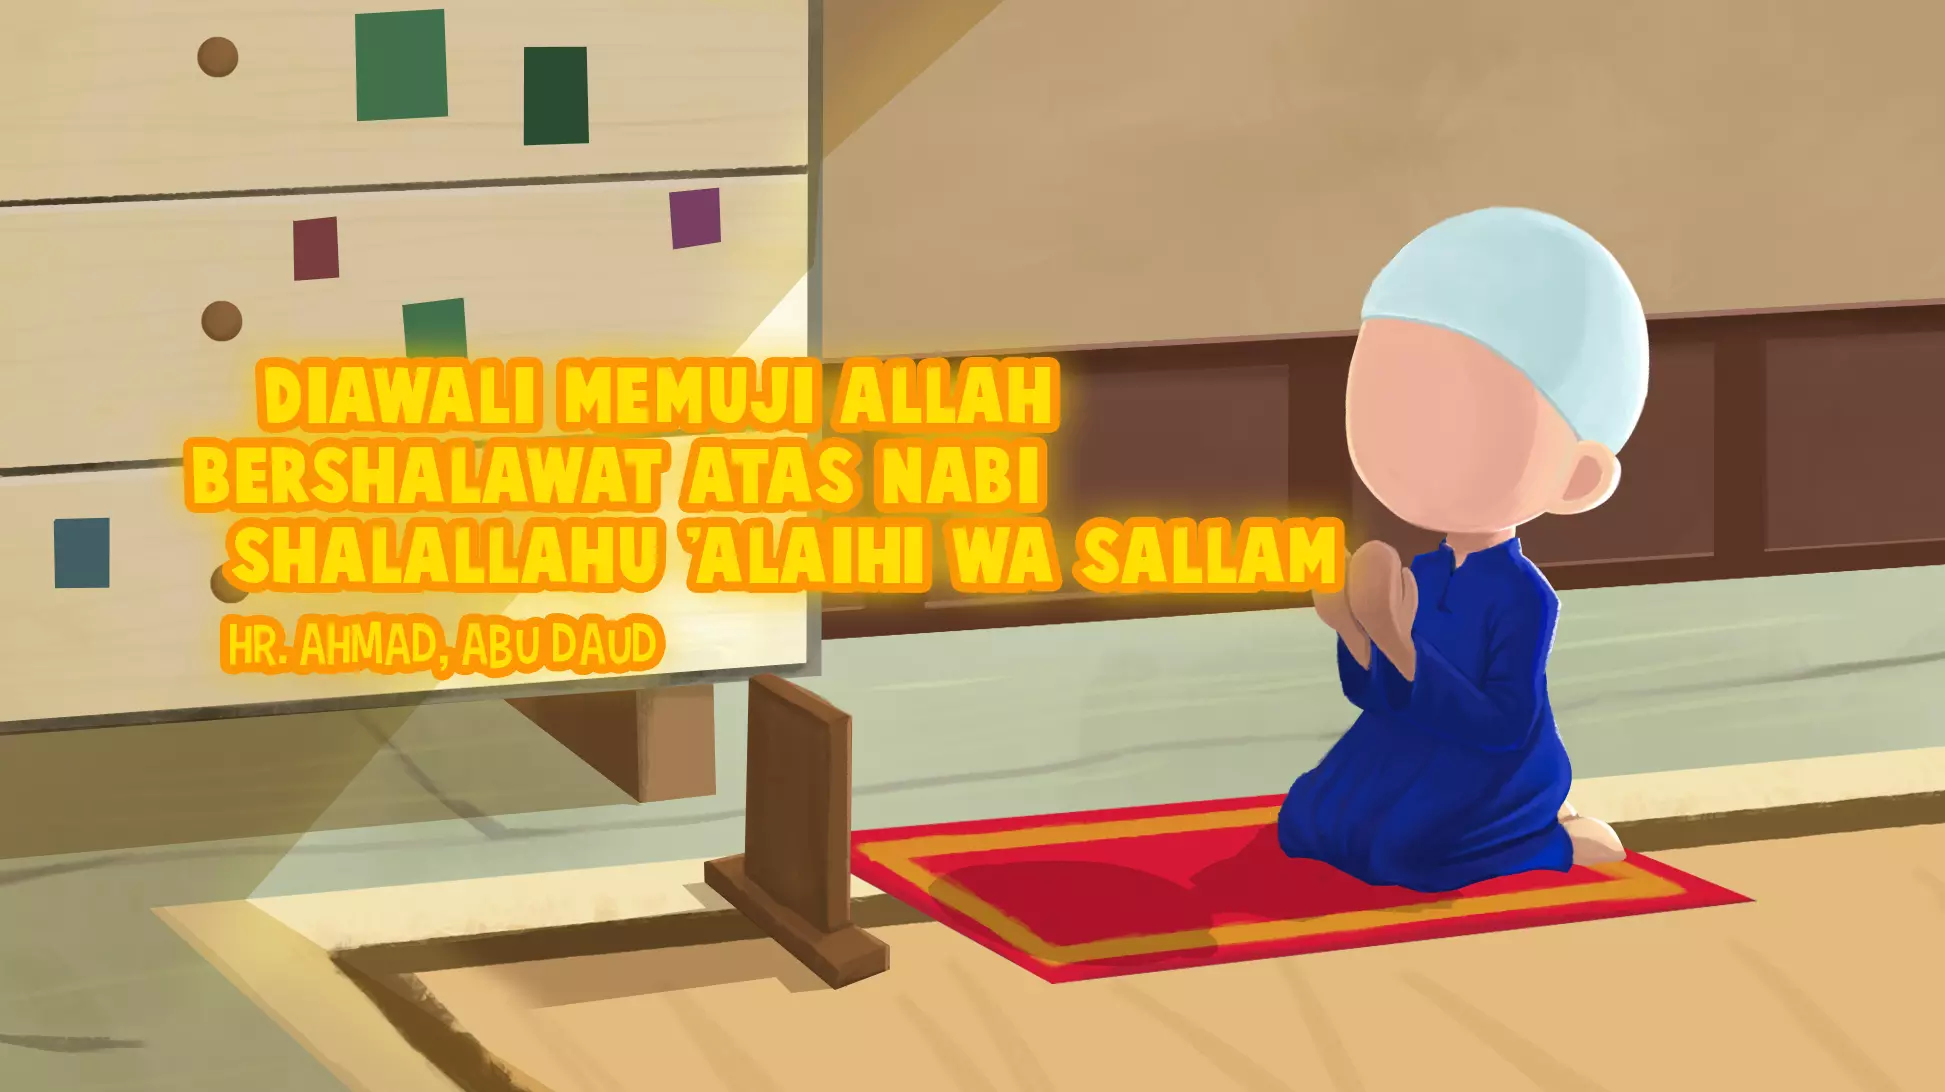 DIAWALI MEMUJI ALLAH
BERSHALAWAT ATAS NABI
SHALALLAHU 'ALAIHI WA SALLAM
HR. AHMAD, ABU DAUD